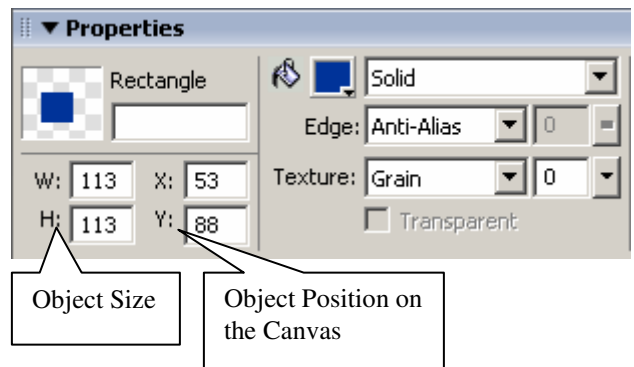 Properties
Rectangle
Solid
Edge: Anti-Alias 0
W: 113 X: 53
Texture: Grain 0
H: 113 Y: 88
Transparent
Object Size
Object Position on
the Canvas